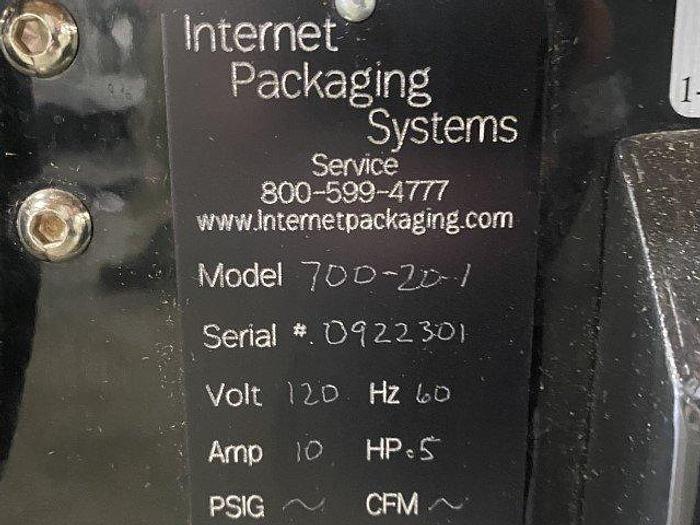 Internet
Packaging
Systems
Service
800-599-4777
www.Internetpackaging.com
Model 700-20-1
Serial #. 0922301
Volt 120 Hz 60
Amp 10 HP .5
PSIG ~ CFM ~
1-